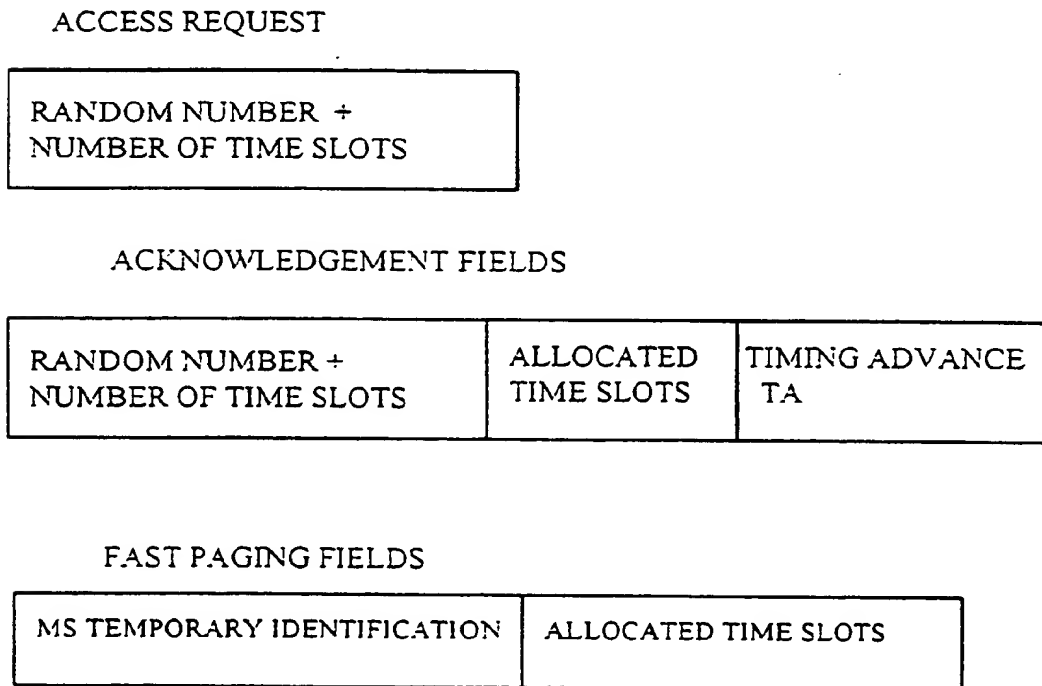 ACCESS REQUEST
RANDOM NUMBER +
NUMBER OF TIME SLOTS
ACKNOWLEDGEMENT FIELDS
RANDOM NUMBER +
NUMBER OF TIME SLOTS
ALLOCATED
TIME SLOTS
TIMING ADVANCE
TA
FAST PAGING FIELDS
MS TEMPORARY IDENTIFICATION
ALLOCATED TIME SLOTS